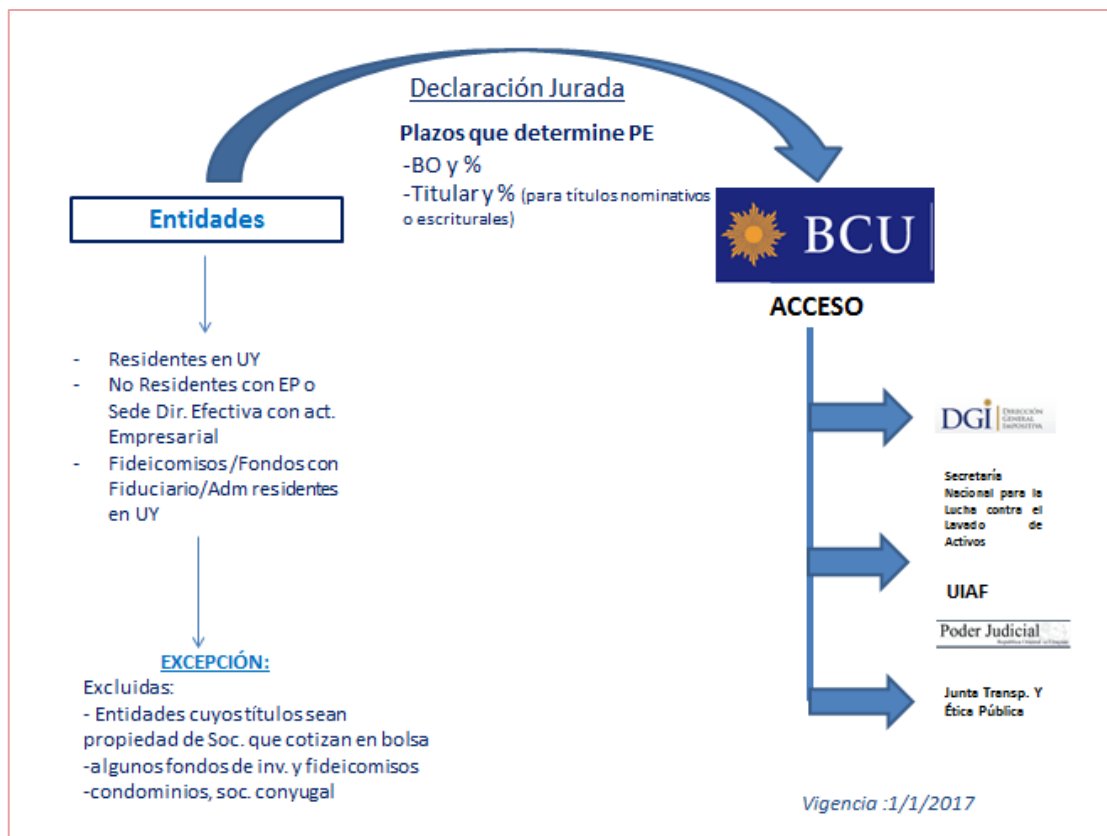 Declaración Jurada
Plazos que determine PE
-BO y %
-Titular y % (para títulos nominativos
o escriturales)
Entidades
BCU
ACCESO
- Residentes en UY
- No Residentes con EP o
Sede Dir. Efectiva con act.
Empresarial
- Fideicomisos /Fondos con
Fiduciario/Adm residentes
en UY
DGI DIRECCIÓN
GENERAL
IMPOSITIVA
Secretaría
Nacional para la
Lucha contra el
Lavado de
Activos
UIAF
Poder Judicial
Junta Transp. Y
Ética Pública
EXCEPCIÓN:
Excluidas:
- Entidades cuyos títulos sean
propiedad de Soc. que cotizan en bolsa
-algunos fondos de inv. y fideicomisos
-condominios, soc. conyugal
Vigencia :1/1/2017